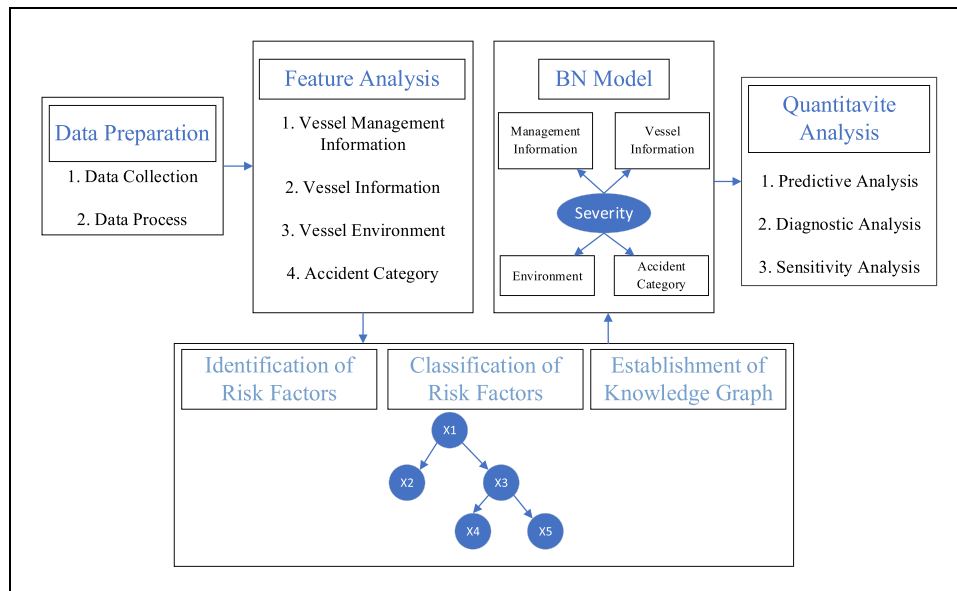 Data Preparation
1. Data Collection
2. Data Process
Feature Analysis
1. Vessel Management
Information
2. Vessel Information
3. Vessel Environment
4. Accident Category
Identification of
Risk Factors
Classification of
Risk Factors
Establishment of
Knowledge Graph
X1
X2
X3
X4
X5
BN Model
Management
Information
Vessel
Information
Severity
Environment
Accident
Category
Quantitavite
Analysis
1. Predictive Analysis
2. Diagnostic Analysis
3. Sensitivity Analysis